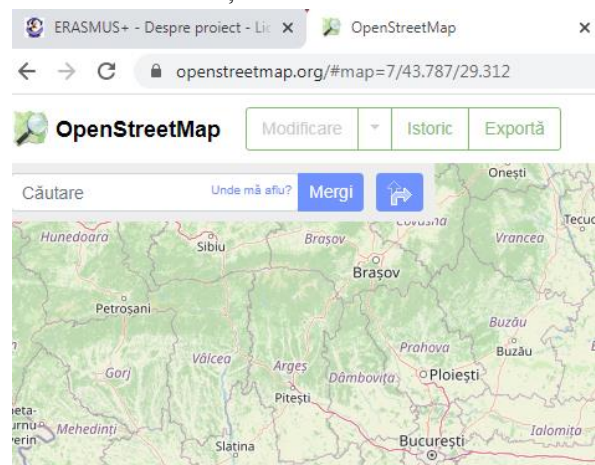 ERASMUS+ - Despre proiect - Lic
OpenStreetMap
openstreetmap.org/#map=7/43.787/29.312
OpenStreetMap Modificare Istoric Exportă
Căutare Unde mă aflu? Mergi
Onești
Covasna
Tecuc
Hunedoara
Sibiu
Brașov
Vrancea
Brașov
Petroșani
Buzău
Prahova
Buzău
Vâlcea
Argeș
Gorj
Dâmbovița
Ploiești
Pitești
Mehedinți
Ialomița
București
Slatina